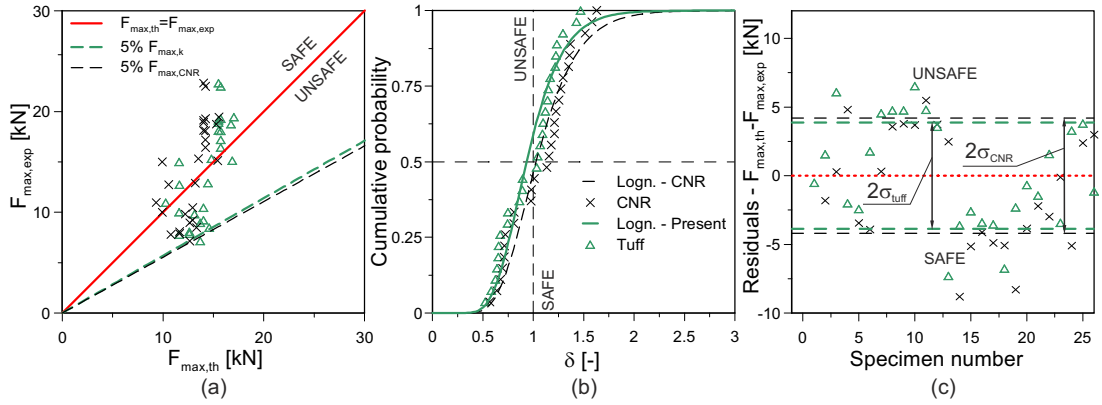 30
20
10
0
F_max,exp [kN]
F_max,th=F_max,exp
5% F_max,k
5% F_max,CNR
SAFE
UNSAFE
0 10 20 30
F_max,th [kN]
(a)
1
0.75
0.5
0.25
0
Cumulative probability
UNSAFE
SAFE
Logn. - CNR
CNR
Logn. - Present
Tuff
0 0.5 1 1.5 2 2.5 3
δ [-]
(b)
10
5
0
-5
-10
Residuals - F_max,th-F_max,exp [kN]
UNSAFE
2σ_CNR
2σ_tuff
SAFE
0 5 10 15 20 25
Specimen number
(c)